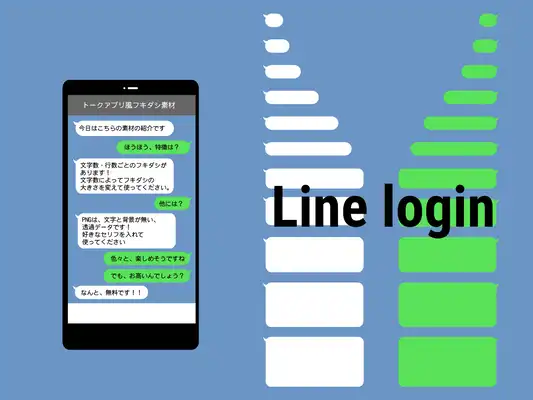 トークアプリ風フキダシ素材
今日はこちらの素材の紹介です
ほうほう、特徴は？
文字数・行数ごとのフキダシが
あります！
文字数によってフキダシの
大きさを変えて使ってください。
他には？
PNGは、文字と背景が無い、
透過データです！
好きなセリフを入れて
使ってください
色々と、楽しめそうですね
でも、お高いんでしょう？
なんと、無料です！！
Line login